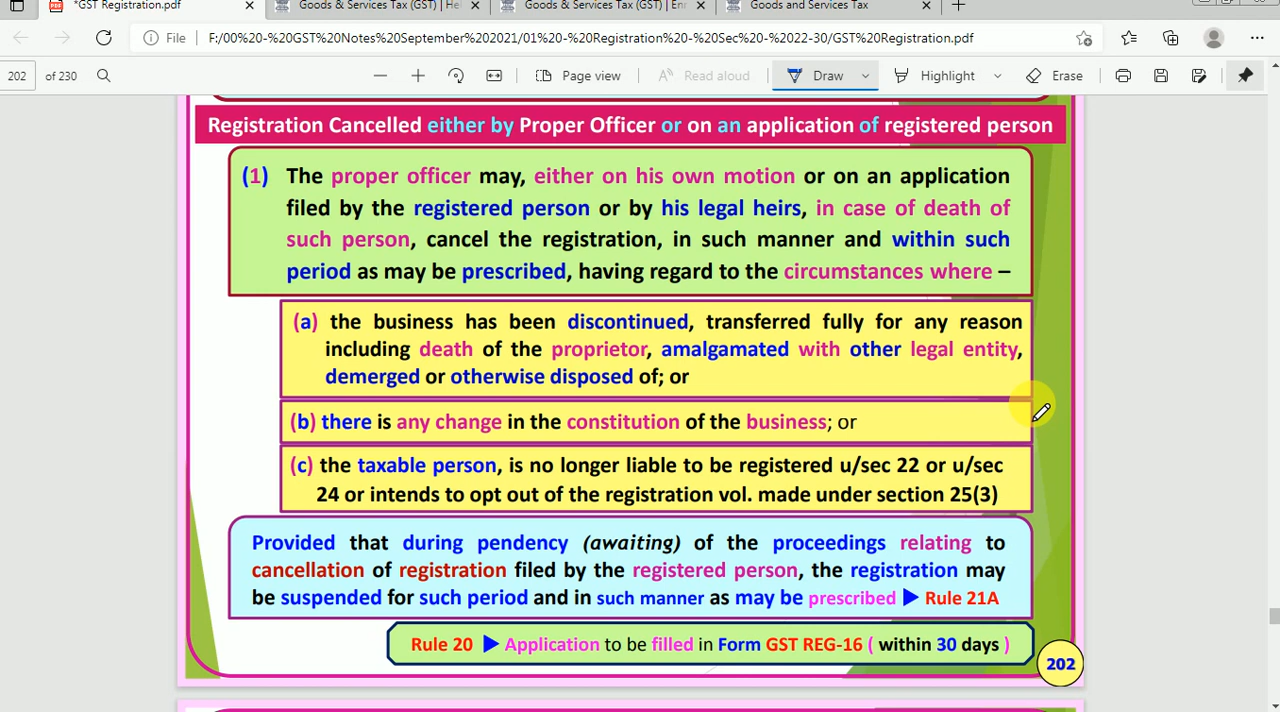 *GST Registration.pdf
Goods & Services Tax (GST) | He
Goods & Services Tax (GST) | Enr
Goods and Services Tax
File
F:/00%20-%20GST%20Notes%20September%202221/01%20-%20Registration%20-%20Sec%20-%2022-30/GST%20Registration.pdf
202 of 230
Page view
Read aloud
Draw
Highlight
Erase
Registration Cancelled either by Proper Officer or on an application of registered person
(1) The proper officer may, either on his own motion or on an application
filed by the registered person or by his legal heirs, in case of death of
such person, cancel the registration, in such manner and within such
period as may be prescribed, having regard to the circumstances where –
(a) the business has been discontinued, transferred fully for any reason
including death of the proprietor, amalgamated with other legal entity,
demerged or otherwise disposed of; or
(b) there is any change in the constitution of the business; or
(c) the taxable person, is no longer liable to be registered u/sec 22 or u/sec
24 or intends to opt out of the registration vol. made under section 25(3)
Provided that during pendency (awaiting) of the proceedings relating to
cancellation of registration filed by the registered person, the registration may
be suspended for such period and in such manner as may be prescribed ▶ Rule 21A
Rule 20 ▶ Application to be filled in Form GST REG-16 ( within 30 days )
202